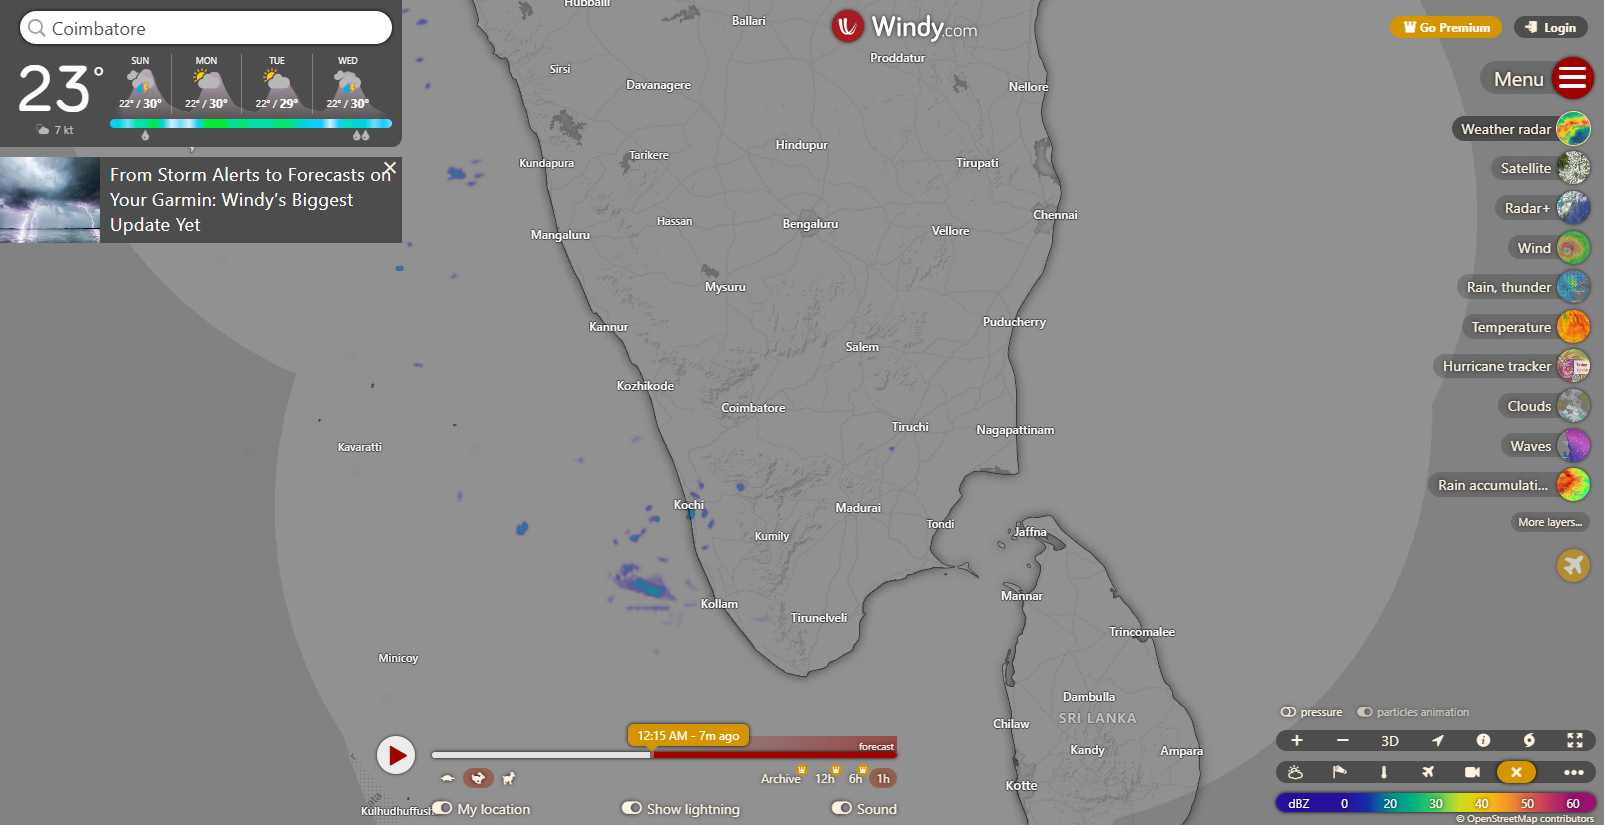 Coimbatore
23°
7 kt
SUN MON TUE WED
22° / 30° 22° / 30° 22° / 29° 22° / 30°
From Storm Alerts to Forecasts on
Your Garmin: Windy's Biggest
Update Yet
Windy.com
Go Premium
Login
Menu
Weather radar
Satellite
Radar+
Wind
Rain, thunder
Temperature
Hurricane tracker
Clouds
Waves
Rain accumulati...
More layers...
Hubballi
Ballari
Proddatur
Sirsi
Davanagere
Nellore
Hindupur
Kundapura
Tarikere
Tirupati
Mangaluru
Hassan
Bengaluru
Vellore
Chennai
Mysuru
Kannur
Puducherry
Salem
Kozhikode
Coimbatore
Tiruchi
Nagapattinam
Kavaratti
Kochi
Madurai
Tondi
Jaffna
Kumily
Kollam
Tirunelveli
Mannar
Trincomalee
Minicoy
Dambulla
SRI LANKA
Chilaw
Kandy
Ampara
Kotte
Kulhudhuffush
12:15 AM - 7m ago
forecast
Archive 12h 6h 1h
My location
Show lightning
Sound
pressure
particles animation
+ − 3D
dBZ 0 20 30 40 50 60
© OpenStreetMap contributors